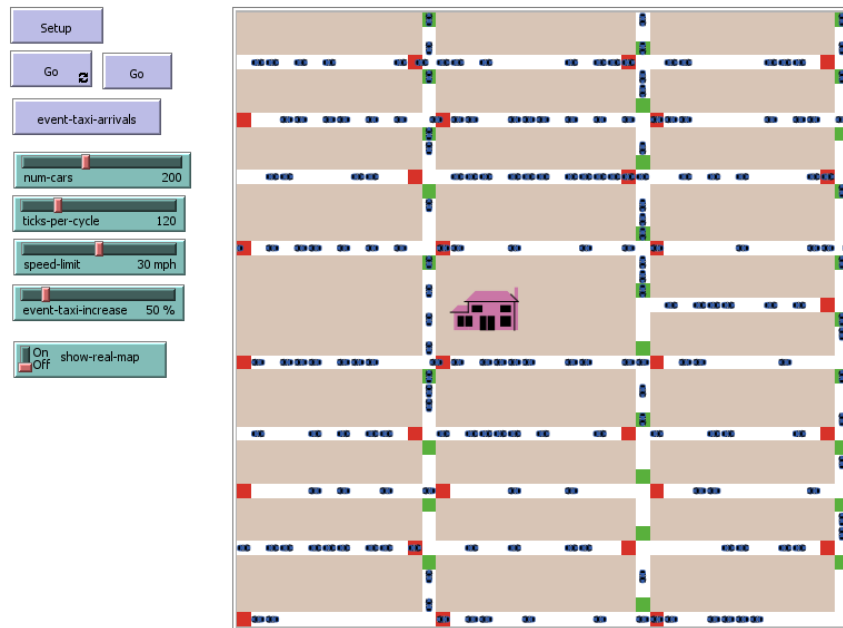 Setup
Go
Go
event-taxi-arrivals
num-cars 200
ticks-per-cycle 120
speed-limit 30 mph
event-taxi-increase 50 %
On
Off
show-real-map